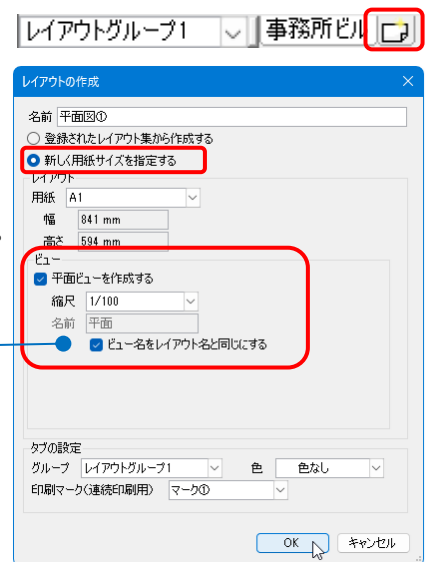 レイアウトグループ1 事務所ビル
レイアウトの作成
名前 平面図①
登録されたレイアウト集から作成する
新しく用紙サイズを指定する
レイアウト
用紙 A1
幅 841 mm
高さ 594 mm
ビュー
平面ビューを作成する
縮尺 1/100
名前 平面
ビュー名をレイアウト名と同じにする
タブの設定
グループ レイアウトグループ1 色 色なし
印刷マーク(連続印刷用) マーク①
OK キャンセル